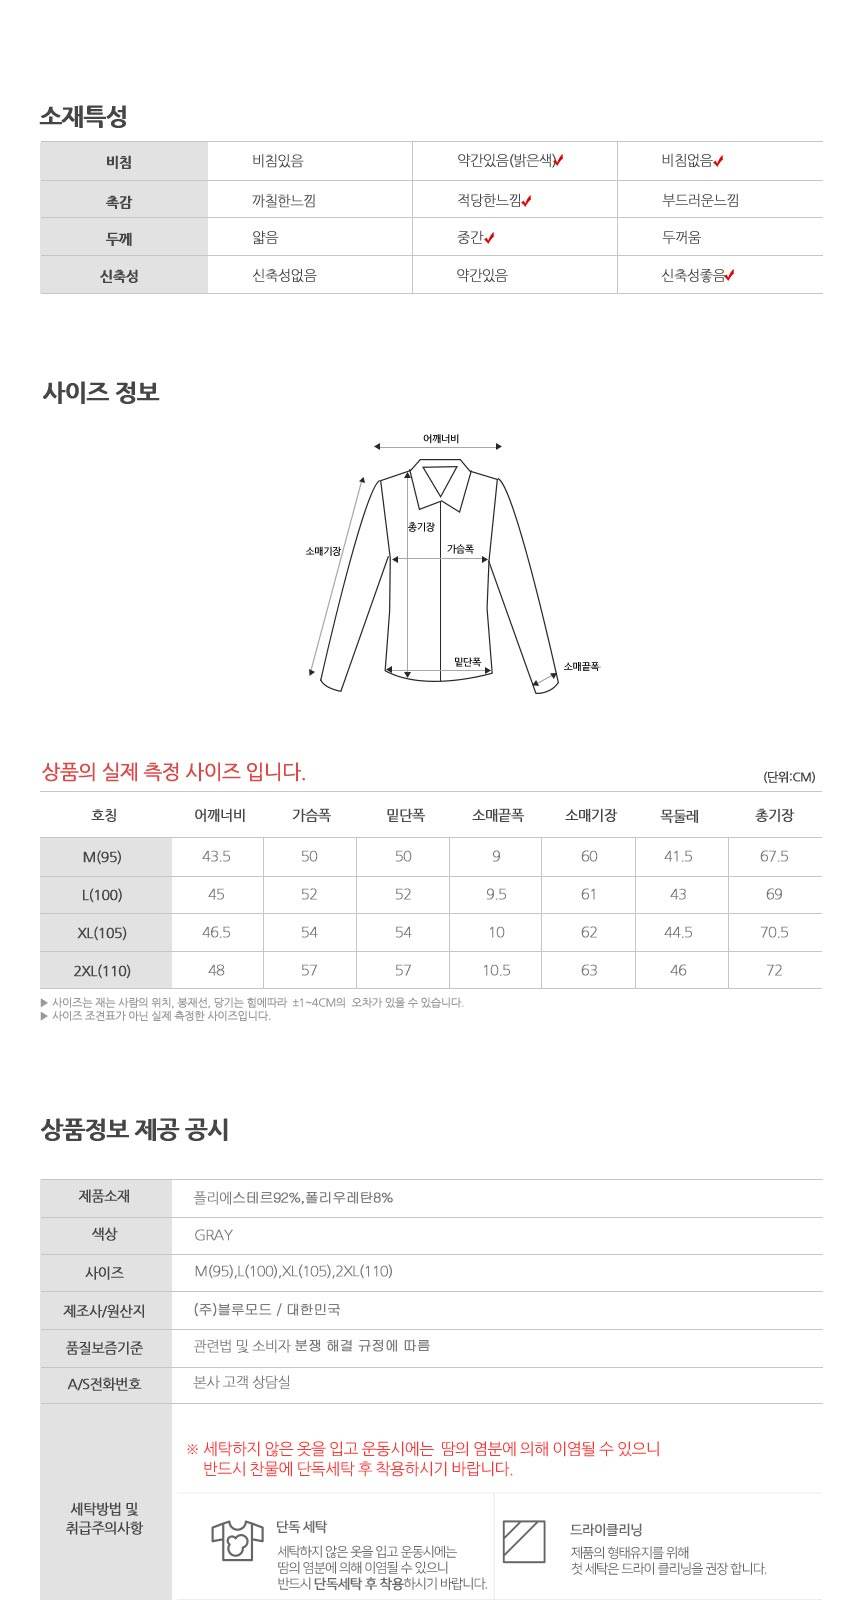 소재특성
비침 비침있음 약간있음(밝은색) 비침없음
촉감 까칠한느낌 적당한느낌 부드러운느낌
두께 얇음 중간 두꺼움
신축성 신축성없음 약간있음 신축성좋음
사이즈 정보
어깨너비
총기장
소매기장
가슴폭
밑단폭
소매끝폭
상품의 실제 측정 사이즈 입니다.
(단위:CM)
호칭 어깨너비 가슴폭 밑단폭 소매끝폭 소매기장 목둘레 총기장
M(95) 43.5 50 50 9 60 41.5 67.5
L(100) 45 52 52 9.5 61 43 69
XL(105) 46.5 54 54 10 62 44.5 70.5
2XL(110) 48 57 57 10.5 63 46 72
▶ 사이즈는 재는 사람의 위치, 봉재선, 당기는 힘에따라 ±1~4CM의 오차가 있을 수 있습니다.
▶ 사이즈 조견표가 아닌 실제 측정한 사이즈입니다.
상품정보 제공 공시
제품소재 폴리에스테르92%,폴리우레탄8%
색상 GRAY
사이즈 M(95),L(100),XL(105),2XL(110)
제조사/원산지 (주)블루모드 / 대한민국
품질보증기준 관련법 및 소비자 분쟁 해결 규정에 따름
A/S전화번호 본사 고객 상담실
※ 세탁하지 않은 옷을 입고 운동시에는 땀의 염분에 의해 이염될 수 있으니
반드시 찬물에 단독세탁 후 착용하시기 바랍니다.
세탁방법 및
취급주의사항
단독 세탁
세탁하지 않은 옷을 입고 운동시에는
땀의 염분에 의해 이염될 수 있으니
반드시 단독세탁 후 착용하시기 바랍니다.
드라이클리닝
제품의 형태유지를 위해
첫 세탁은 드라이 클리닝을 권장 합니다.